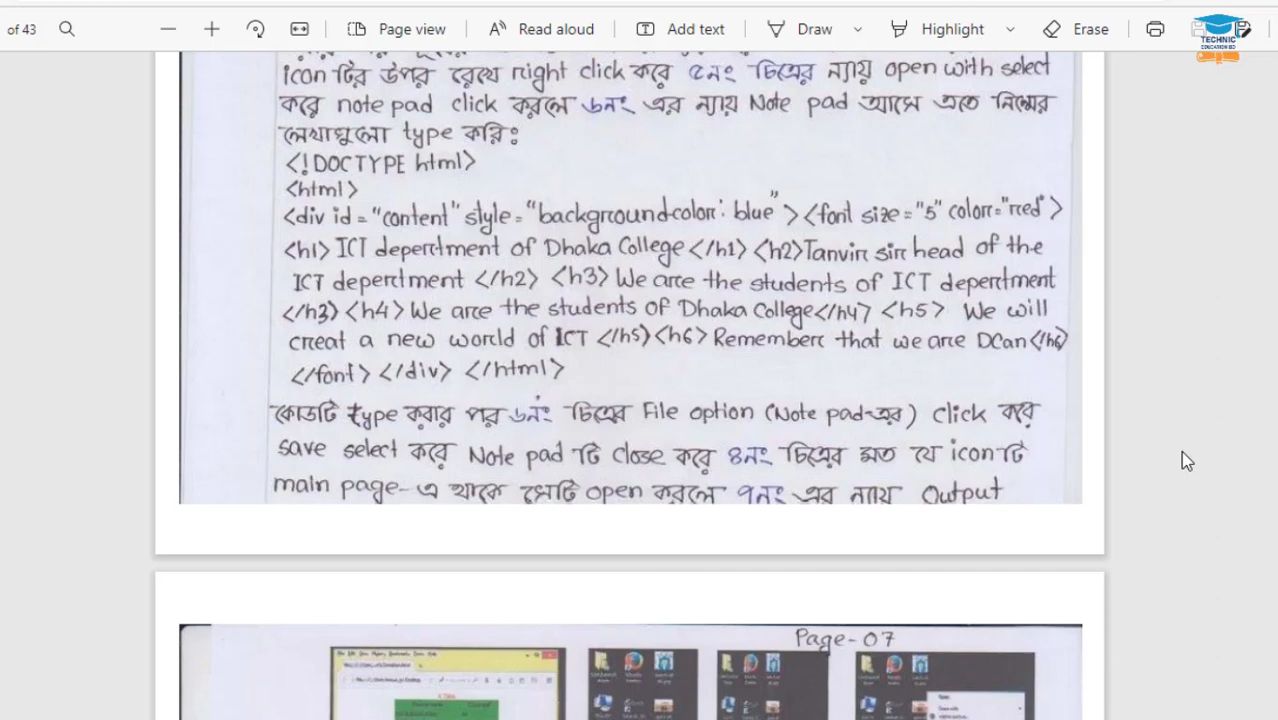 of 43
Page view
Read aloud
Add text
Draw
Highlight
Erase
TECHNIC
EDUCATION BD
icon টির উপর রেখে right click করে ৫নং চিত্রের ন্যায় open with select
করে note pad click করলে ৬নং এর ন্যায় Note pad আসে এতে নিম্নের
লেখাগুলো type করি:
<!DOCTYPE html>
<html>
<div id="content" style="background-color: blue"><font size="5" color="red">
<h1> ICT depertment of Dhaka College </h1> <h2>Tanvir sir head of the
ICT depertment </h2> <h3> We are the students of ICT depertment
</h3> <h4> We are the students of Dhaka College</h4> <h5> We will
creat a new world of ICT </h5> <h6> Remember that we are DCan </h6>
</font> </div> </html>
কোডটি type করার পর ৬নং চিত্রের File option (Note pad-এর) click করে
save select করে Note pad টি close করে ৪নং চিত্রের মত যে icon টি
main page-এ থাকে সেটি open করলে ৭নং এর ন্যায় Output
Page-07